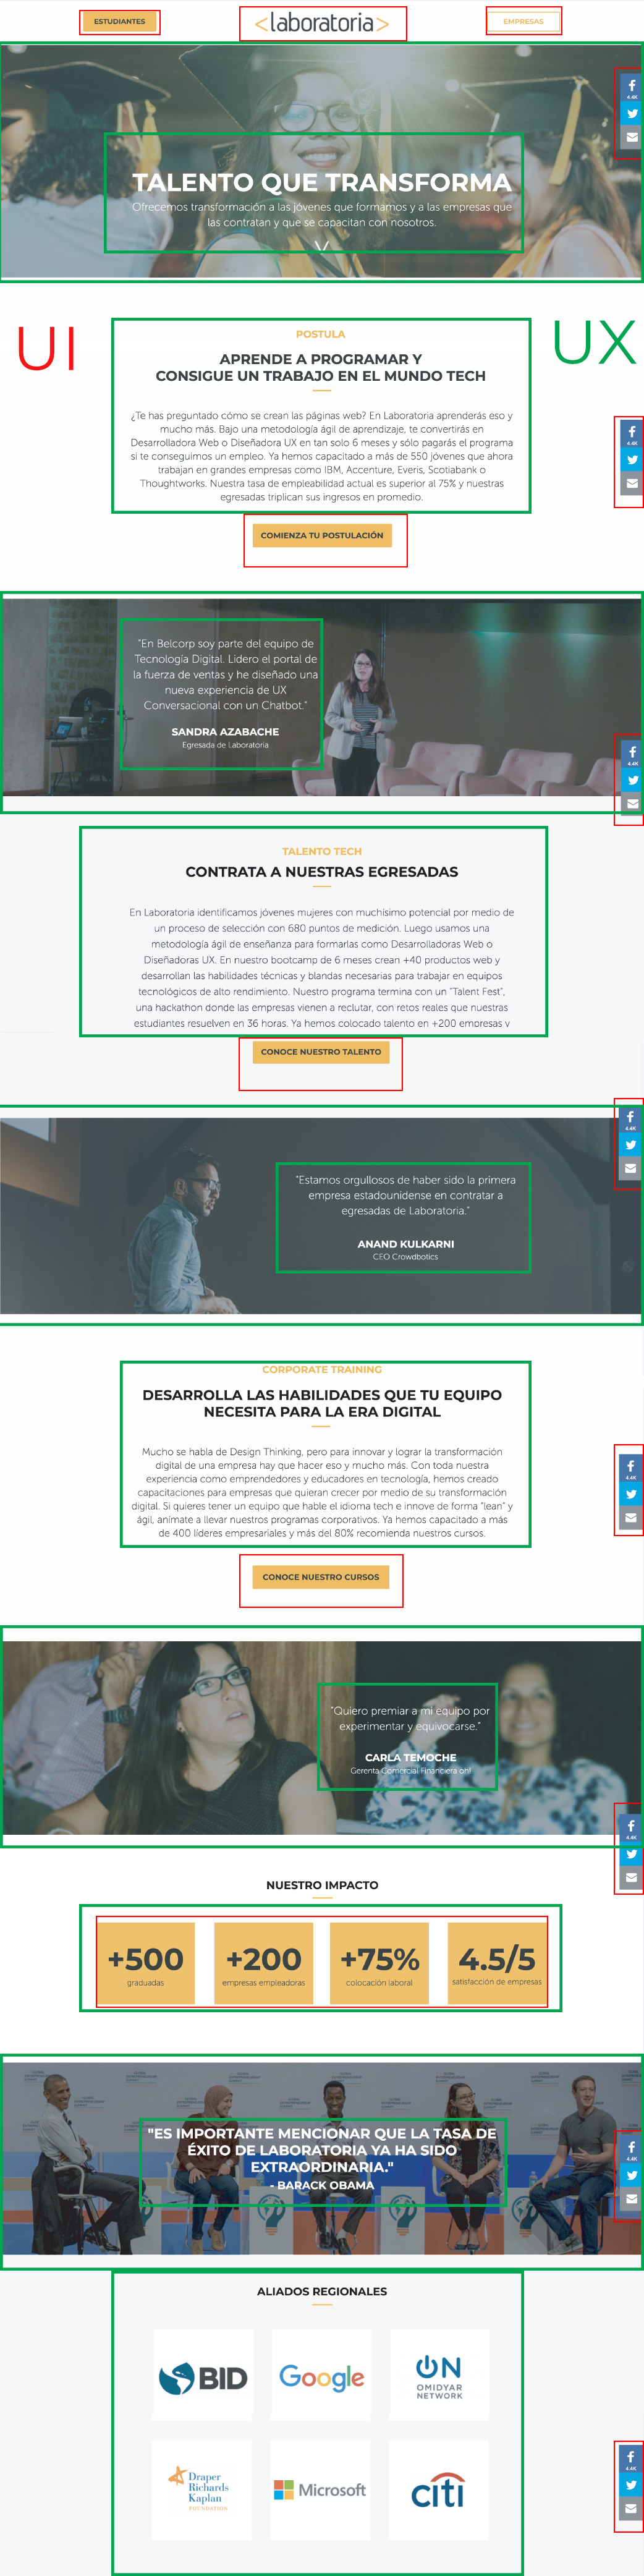 ESTUDIANTES
<laboratoria>
EMPRESAS
4.4K
TALENTO QUE TRANSFORMA
Ofrecemos transformación a las jóvenes que formamos y a las empresas que
las contratan y que se capacitan con nosotros.
UI
UX
POSTULA
APRENDE A PROGRAMAR Y
CONSIGUE UN TRABAJO EN EL MUNDO TECH
¿Te has preguntado cómo se crean las páginas web? En Laboratoria aprenderás eso y
mucho más. Bajo una metodología ágil de aprendizaje, te convertirás en
Desarrolladora Web o Diseñadora UX en tan solo 6 meses y sólo pagarás el programa
si te conseguimos un empleo. Ya hemos capacitado a más de 550 jóvenes que ahora
trabajan en grandes empresas como IBM, Accenture, Everis, Scotiabank o
Thoughtworks. Nuestra tasa de empleabilidad actual es superior al 75% y nuestras
egresadas triplican sus ingresos en promedio.
4.4K
COMIENZA TU POSTULACIÓN
"En Belcorp soy parte del equipo de
Tecnología Digital. Lidero el portal de
la fuerza de ventas y he diseñado una
nueva experiencia de UX
Conversacional con un Chatbot."
SANDRA AZABACHE
Egresada de Laboratoria
4.4K
TALENTO TECH
CONTRATA A NUESTRAS EGRESADAS
En Laboratoria identificamos jóvenes mujeres con muchísimo potencial por medio de
un proceso de selección con 680 puntos de medición. Luego usamos una
metodología ágil de enseñanza para formarlas como Desarrolladoras Web o
Diseñadoras UX. En nuestro bootcamp de 6 meses crean +40 productos web y
desarrollan las habilidades técnicas y blandas necesarias para trabajar en equipos
tecnológicos de alto rendimiento. Nuestro programa termina con un "Talent Fest",
una hackathon donde las empresas vienen a reclutar, con retos reales que nuestras
estudiantes resuelven en 36 horas. Ya hemos colocado talento en +200 empresas y
CONOCE NUESTRO TALENTO
4.4K
"Estamos orgullosos de haber sido la primera
empresa estadounidense en contratar a
egresadas de Laboratoria."
ANAND KULKARNI
CEO Crowdbotics
CORPORATE TRAINING
DESARROLLA LAS HABILIDADES QUE TU EQUIPO
NECESITA PARA LA ERA DIGITAL
Mucho se habla de Design Thinking, pero para innovar y lograr la transformación
digital de una empresa hay que hacer eso y mucho más. Con toda nuestra
experiencia como emprendedores y educadores en tecnología, hemos creado
capacitaciones para empresas que quieran crecer por medio de su transformación
digital. Si quieres tener un equipo que hable el idioma tech e innove de forma "lean" y
ágil, anímate a llevar nuestros programas corporativos. Ya hemos capacitado a más
de 400 líderes empresariales y más del 80% recomienda nuestros cursos.
4.4K
CONOCE NUESTRO CURSOS
"Quiero premiar a mi equipo por
experimentar y equivocarse."
CARLA TEMOCHE
Gerenta Comercial Financiera oh!
4.4K
NUESTRO IMPACTO
+500
graduadas
+200
empresas empleadoras
+75%
colocación laboral
4.5/5
satisfacción de empresas
"ES IMPORTANTE MENCIONAR QUE LA TASA DE
ÉXITO DE LABORATORIA YA HA SIDO
EXTRAORDINARIA."
- BARACK OBAMA
4.4K
ALIADOS REGIONALES
BID
Google
ON
OMIDYAR
NETWORK
Draper
Richards
Kaplan
FOUNDATION
Microsoft
citi
4.4K